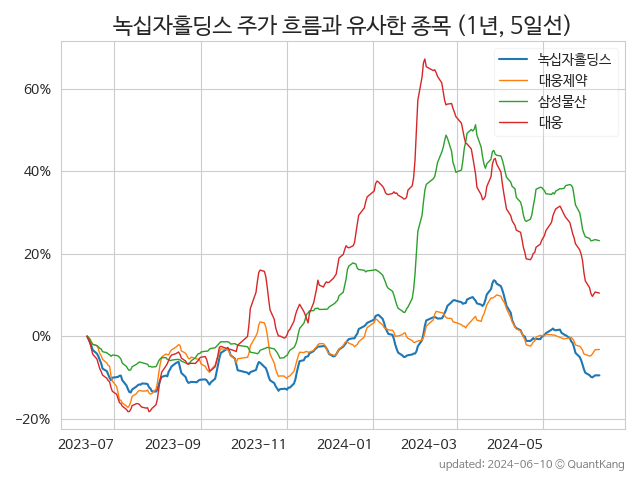 녹십자홀딩스 주가 흐름과 유사한 종목 (1년, 5일선)
녹십자홀딩스
대웅제약
삼성물산
대웅
60%
40%
20%
0%
−20%
2023-07 2023-09 2023-11 2024-01 2024-03 2024-05
updated: 2024-06-10 © QuantKang